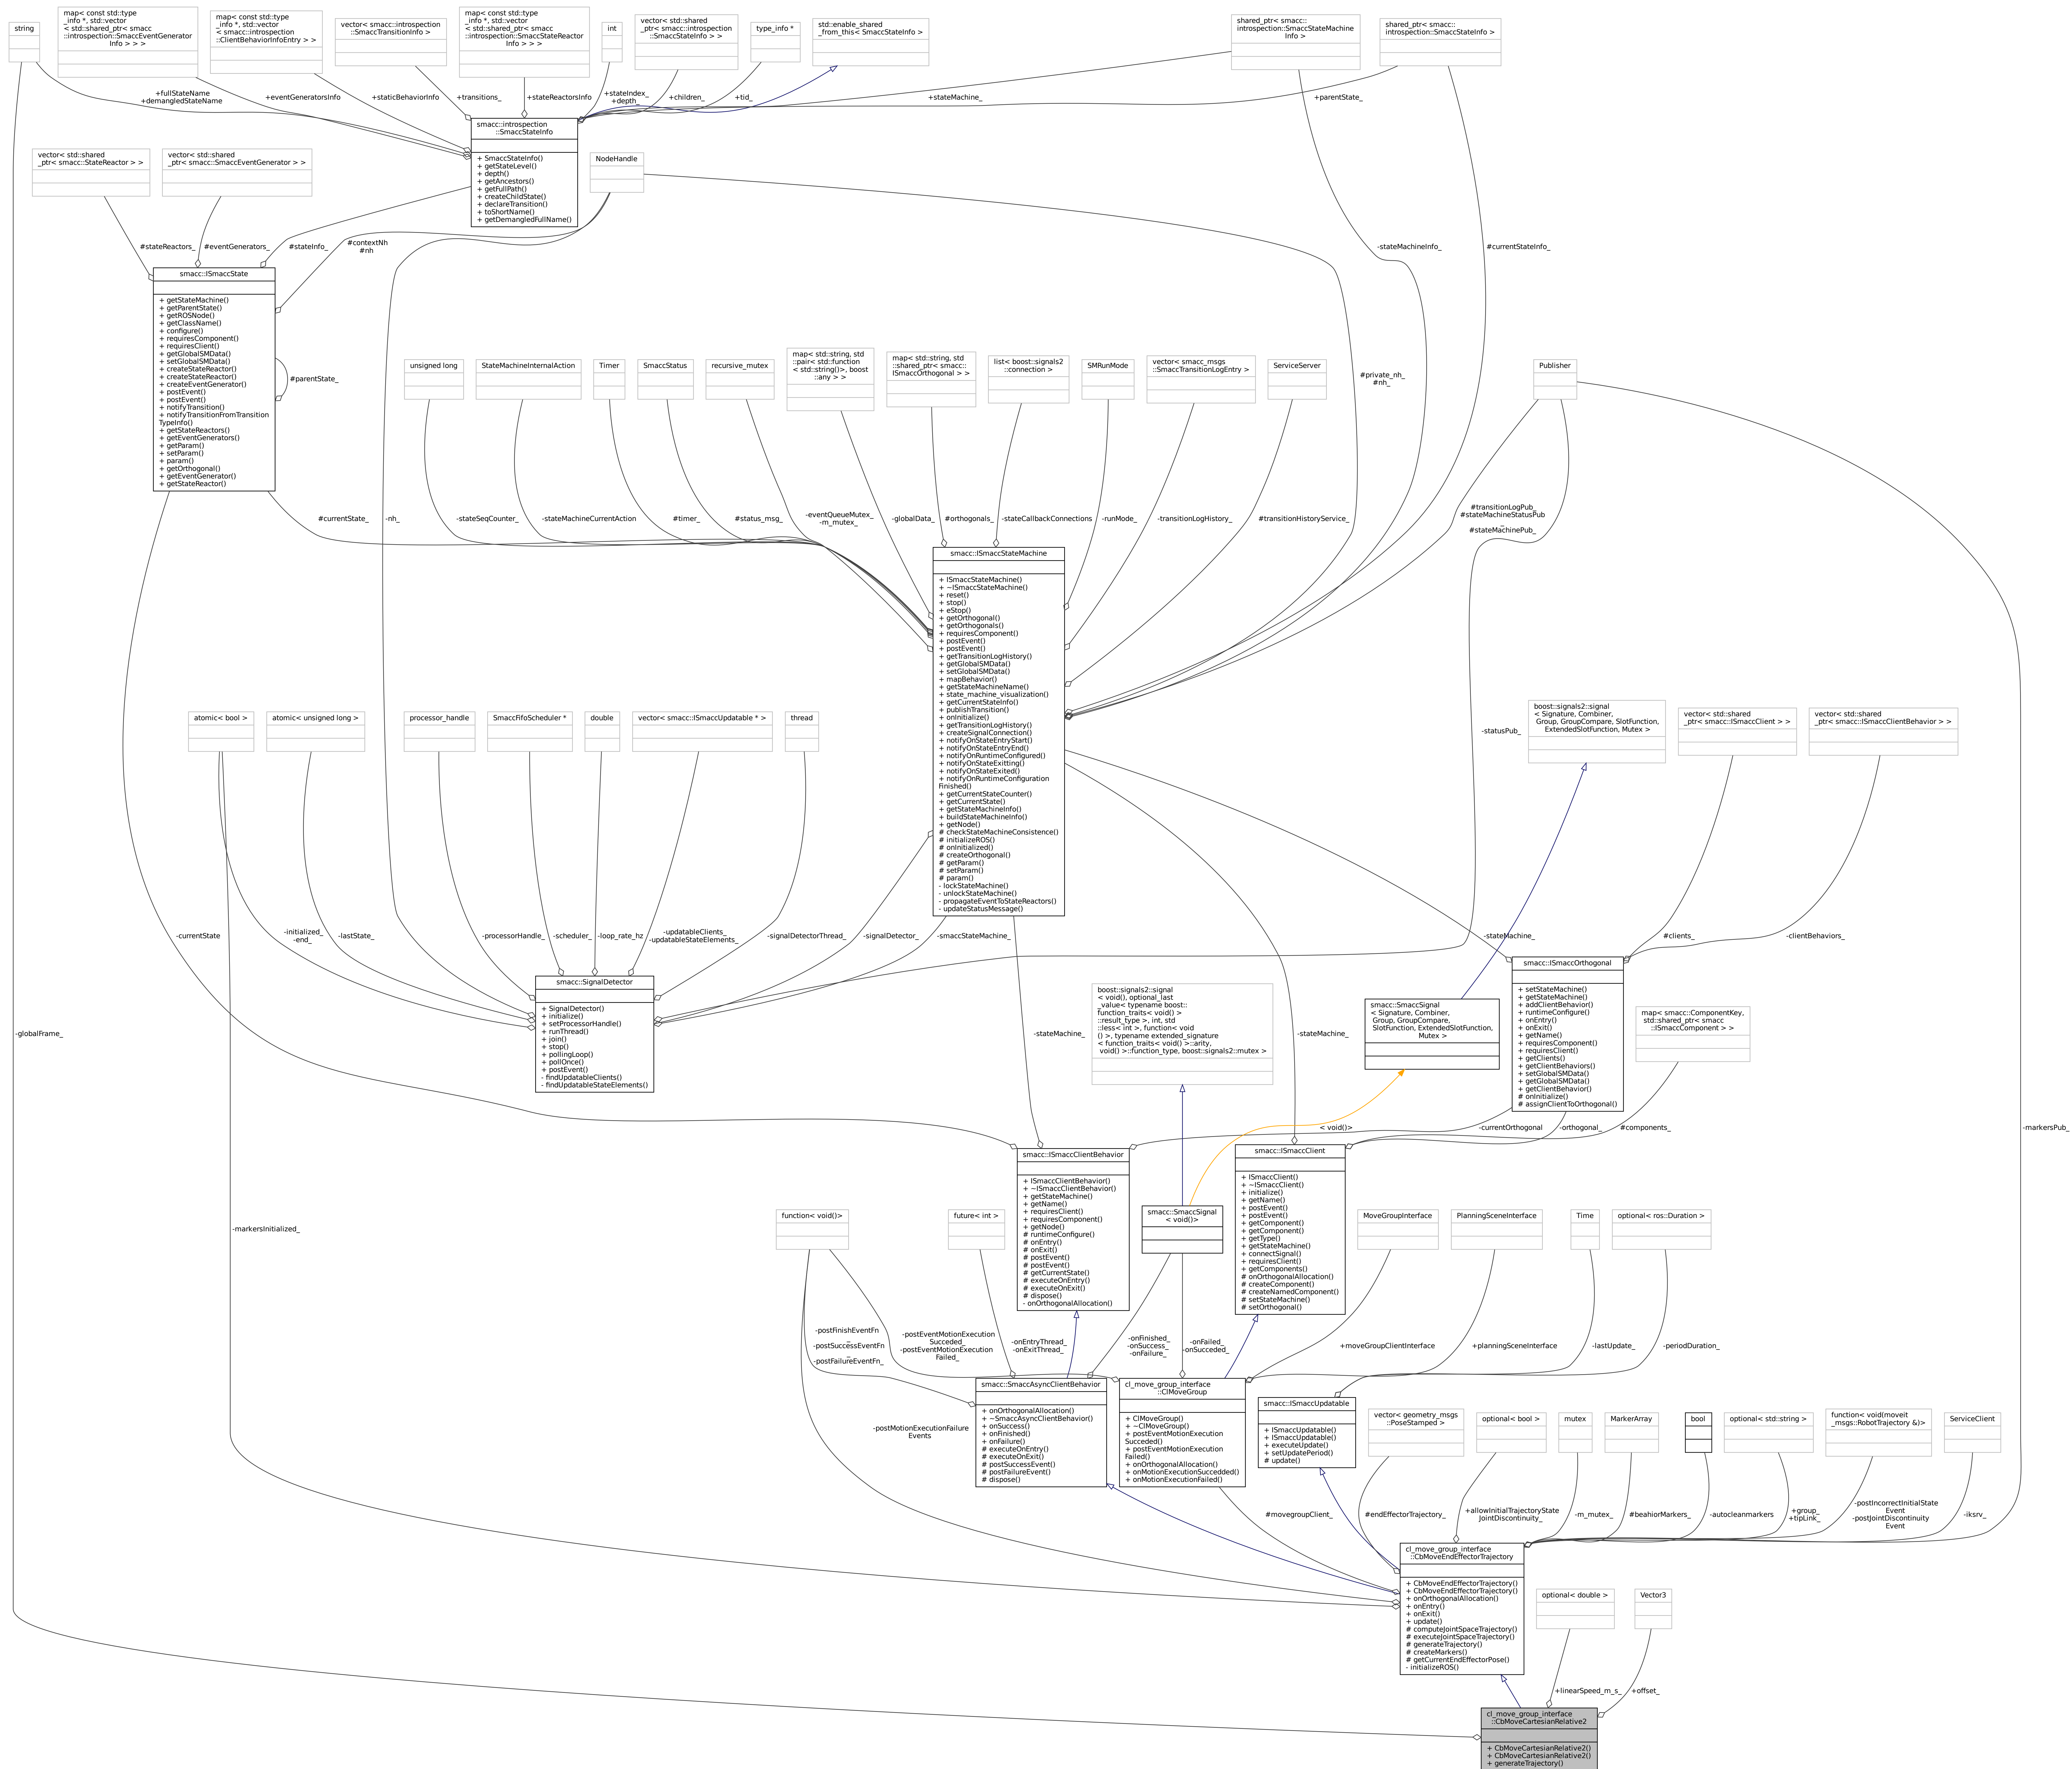 string
map< const std::type
_info *, std::vector
< std::shared_ptr< smacc
::introspection::SmaccEventGenerator
Info > > >
map< const std::type
_info *, std::vector
< smacc::introspection
::ClientBehaviorInfoEntry > >
vector< smacc::introspection
::SmaccTransitionInfo >
map< const std::type
_info *, std::vector
< std::shared_ptr< smacc
::introspection::SmaccStateReactor
Info > > >
int
vector< std::shared
_ptr< smacc::introspection
::SmaccStateInfo > >
type_info *
std::enable_shared
_from_this< SmaccStateInfo >
shared_ptr< smacc::
introspection::SmaccStateMachine
Info >
shared_ptr< smacc::
introspection::SmaccStateInfo >
+fullStateName
+demangledStateName
+eventGeneratorsInfo
+staticBehaviorInfo
+transitions_
+stateReactorsInfo
+stateIndex_
+depth_
+children_
+tid_
+stateMachine_
+parentState_
smacc::introspection
::SmaccStateInfo
+ SmaccStateInfo()
+ getStateLevel()
+ depth()
+ getAncestors()
+ getFullPath()
+ createChildState()
+ declareTransition()
+ toShortName()
+ getDemangledFullName()
vector< std::shared
_ptr< smacc::StateReactor > >
vector< std::shared
_ptr< smacc::SmaccEventGenerator > >
NodeHandle
#stateReactors_
#eventGenerators_
#stateInfo_
#contextNh
#nh
-stateMachineInfo_
#currentStateInfo_
smacc::ISmaccState
+ getStateMachine()
+ getParentState()
+ getROSNode()
+ getClassName()
+ configure()
+ requiresComponent()
+ requiresClient()
+ getGlobalSMData()
+ setGlobalSMData()
+ createStateReactor()
+ createStateReactor()
+ createEventGenerator()
+ postEvent()
+ postEvent()
+ notifyTransition()
+ notifyTransitionFromTransition
TypeInfo()
+ getStateReactors()
+ getEventGenerators()
+ getParam()
+ setParam()
+ param()
+ getOrthogonal()
+ getEventGenerator()
+ getStateReactor()
#parentState_
unsigned long
StateMachineInternalAction
Timer
SmaccStatus
recursive_mutex
map< std::string, std
::pair< std::function
< std::string()>, boost
::any > >
map< std::string, std
::shared_ptr< smacc::
ISmaccOrthogonal > >
list< boost::signals2
::connection >
SMRunMode
vector< smacc_msgs
::SmaccTransitionLogEntry >
ServiceServer
#private_nh_
#nh_
Publisher
#currentState_
-nh_
-stateSeqCounter_
-stateMachineCurrentAction
#timer_
#status_msg_
-eventQueueMutex_
-m_mutex_
-globalData_
#orthogonals_
-stateCallbackConnections
-runMode_
-transitionLogHistory_
#transitionHistoryService_
#transitionLogPub_
#stateMachineStatusPub
_
#stateMachinePub_
smacc::ISmaccStateMachine
+ ISmaccStateMachine()
+ ~ISmaccStateMachine()
+ reset()
+ stop()
+ eStop()
+ getOrthogonal()
+ getOrthogonals()
+ requiresComponent()
+ postEvent()
+ postEvent()
+ getTransitionLogHistory()
+ getGlobalSMData()
+ setGlobalSMData()
+ mapBehavior()
+ getStateMachineName()
+ state_machine_visualization()
+ getCurrentStateInfo()
+ publishTransition()
+ onInitialize()
+ getTransitionLogHistory()
+ createSignalConnection()
+ notifyOnStateEntryStart()
+ notifyOnStateEntryEnd()
+ notifyOnRuntimeConfigured()
+ notifyOnStateExitting()
+ notifyOnStateExited()
+ notifyOnRuntimeConfiguration
Finished()
+ getCurrentStateCounter()
+ getCurrentState()
+ getStateMachineInfo()
+ buildStateMachineInfo()
+ getNode()
# checkStateMachineConsistence()
# initializeROS()
# onInitialized()
# createOrthogonal()
# getParam()
# setParam()
# param()
- lockStateMachine()
- unlockStateMachine()
- propagateEventToStateReactors()
- updateStatusMessage()
atomic< bool >
atomic< unsigned long >
processor_handle
SmaccFifoScheduler *
double
vector< smacc::ISmaccUpdatable * >
thread
-statusPub_
boost::signals2::signal
< Signature, Combiner,
Group, GroupCompare, SlotFunction,
ExtendedSlotFunction, Mutex >
vector< std::shared
_ptr< smacc::ISmaccClient > >
vector< std::shared
_ptr< smacc::ISmaccClientBehavior > >
-currentState
-initialized_
-end_
-lastState_
-processorHandle_
-scheduler_
-loop_rate_hz
-updatableClients_
-updatableStateElements_
-signalDetectorThread_
-signalDetector_
-smaccStateMachine_
-stateMachine_
#clients_
-clientBehaviors_
smacc::SignalDetector
+ SignalDetector()
+ initialize()
+ setProcessorHandle()
+ runThread()
+ join()
+ stop()
+ pollingLoop()
+ pollOnce()
+ postEvent()
- findUpdatableClients()
- findUpdatableStateElements()
smacc::ISmaccOrthogonal
+ setStateMachine()
+ getStateMachine()
+ addClientBehavior()
+ runtimeConfigure()
+ onEntry()
+ onExit()
+ getName()
+ requiresComponent()
+ requiresClient()
+ getClients()
+ getClientBehaviors()
+ setGlobalSMData()
+ getGlobalSMData()
+ getClientBehavior()
# onInitialize()
# assignClientToOrthogonal()
-globalFrame_
-stateMachine_
boost::signals2::signal
< void(), optional_last
_value< typename boost::
function_traits< void() >
::result_type >, int, std
::less< int >, function< void
() >, typename extended_signature
< function_traits< void() >::arity,
void() >::function_type, boost::signals2::mutex >
-stateMachine_
smacc::SmaccSignal
< Signature, Combiner,
Group, GroupCompare,
SlotFunction, ExtendedSlotFunction,
Mutex >
map< smacc::ComponentKey,
std::shared_ptr< smacc
::ISmaccComponent > >
< void()>
-currentOrthogonal
-orthogonal_
#components_
-markersPub_
smacc::ISmaccClientBehavior
+ ISmaccClientBehavior()
+ ~ISmaccClientBehavior()
+ getStateMachine()
+ getName()
+ requiresClient()
+ requiresComponent()
+ getNode()
# runtimeConfigure()
# onEntry()
# onExit()
# postEvent()
# postEvent()
# getCurrentState()
# executeOnEntry()
# executeOnExit()
# dispose()
- onOrthogonalAllocation()
smacc::ISmaccClient
+ ISmaccClient()
+ ~ISmaccClient()
+ initialize()
+ getName()
+ postEvent()
+ postEvent()
+ getComponent()
+ getComponent()
+ getType()
+ getStateMachine()
+ connectSignal()
+ requiresClient()
+ getComponents()
# onOrthogonalAllocation()
# createComponent()
# createNamedComponent()
# setStateMachine()
# setOrthogonal()
-markersInitialized_
function< void()>
future< int >
smacc::SmaccSignal
< void()>
MoveGroupInterface
PlanningSceneInterface
Time
optional< ros::Duration >
-postFinishEventFn
_
-postSuccessEventFn
_
-postFailureEventFn_
-postEventMotionExecution
Succeded_
-postEventMotionExecution
Failed_
-onEntryThread_
-onExitThread_
-onFinished_
-onSuccess_
-onFailure_
-onFailed_
-onSucceded_
+moveGroupClientInterface
+planningSceneInterface
-lastUpdate_
-periodDuration_
smacc::SmaccAsyncClientBehavior
+ onOrthogonalAllocation()
+ ~SmaccAsyncClientBehavior()
+ onSuccess()
+ onFinished()
+ onFailure()
# executeOnEntry()
# executeOnExit()
# postSuccessEvent()
# postFailureEvent()
# dispose()
cl_move_group_interface
::ClMoveGroup
+ ClMoveGroup()
+ ~ClMoveGroup()
+ postEventMotionExecution
Succeded()
+ postEventMotionExecution
Failed()
+ onOrthogonalAllocation()
+ onMotionExecutionSuccedded()
+ onMotionExecutionFailed()
smacc::ISmaccUpdatable
+ ISmaccUpdatable()
+ ISmaccUpdatable()
+ executeUpdate()
+ setUpdatePeriod()
# update()
vector< geometry_msgs
::PoseStamped >
optional< bool >
mutex
MarkerArray
bool
optional< std::string >
function< void(moveit
_msgs::RobotTrajectory &)>
ServiceClient
-postMotionExecutionFailure
Events
#movegroupClient_
#endEffectorTrajectory_
+allowInitialTrajectoryState
JointDiscontinuity_
-m_mutex_
#beahiorMarkers_
-autocleanmarkers
+group_
+tipLink_
-postIncorrectInitialState
Event
-postJointDiscontinuity
Event
-iksrv_
cl_move_group_interface
::CbMoveEndEffectorTrajectory
+ CbMoveEndEffectorTrajectory()
+ CbMoveEndEffectorTrajectory()
+ onOrthogonalAllocation()
+ onEntry()
+ onExit()
+ update()
# computeJointSpaceTrajectory()
# executeJointSpaceTrajectory()
# generateTrajectory()
# createMarkers()
# getCurrentEndEffectorPose()
- initializeROS()
optional< double >
Vector3
+linearSpeed_m_s_
+offset_
cl_move_group_interface
::CbMoveCartesianRelative2
+ CbMoveCartesianRelative2()
+ CbMoveCartesianRelative2()
+ generateTrajectory()